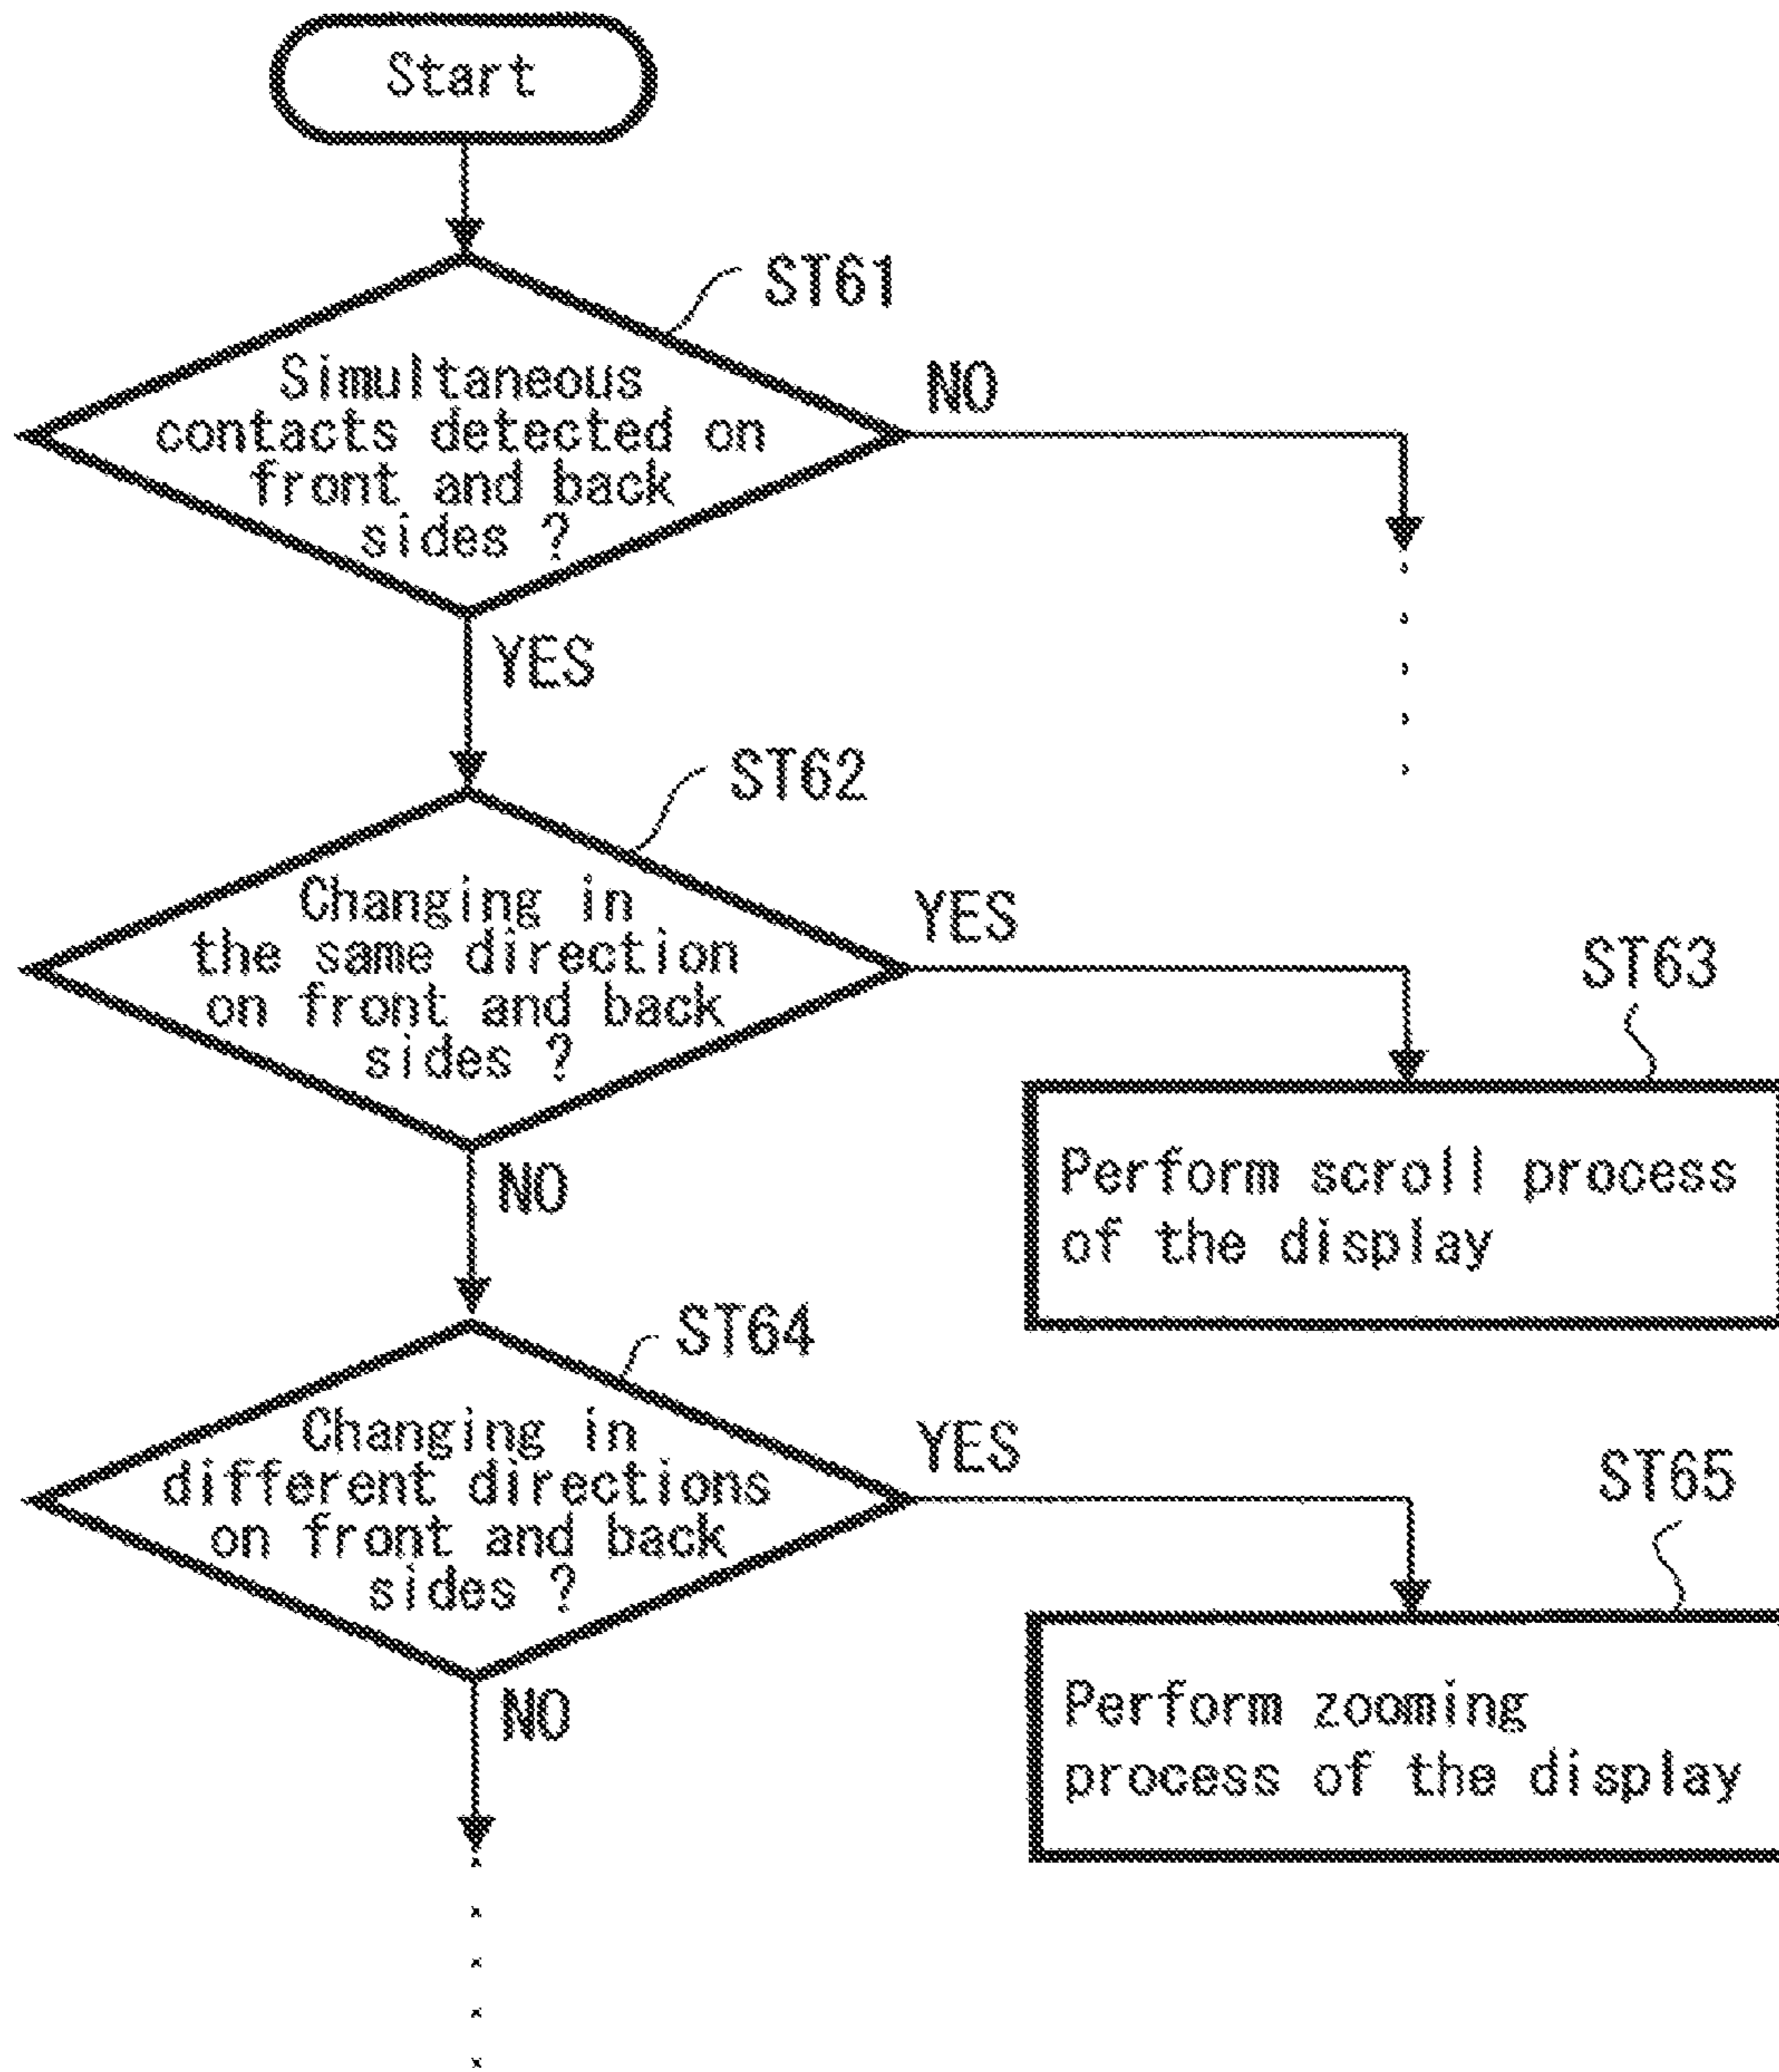 Start
ST61
Simultaneous
contacts detected on
front and back
sides ?
NO
YES
ST62
Changing in
the same direction
on front and back
sides ?
YES
ST63
Perform scroll process
of the display
NO
ST64
Changing in
different directions
on front and back
sides ?
YES
ST65
Perform zooming
process of the display
NO